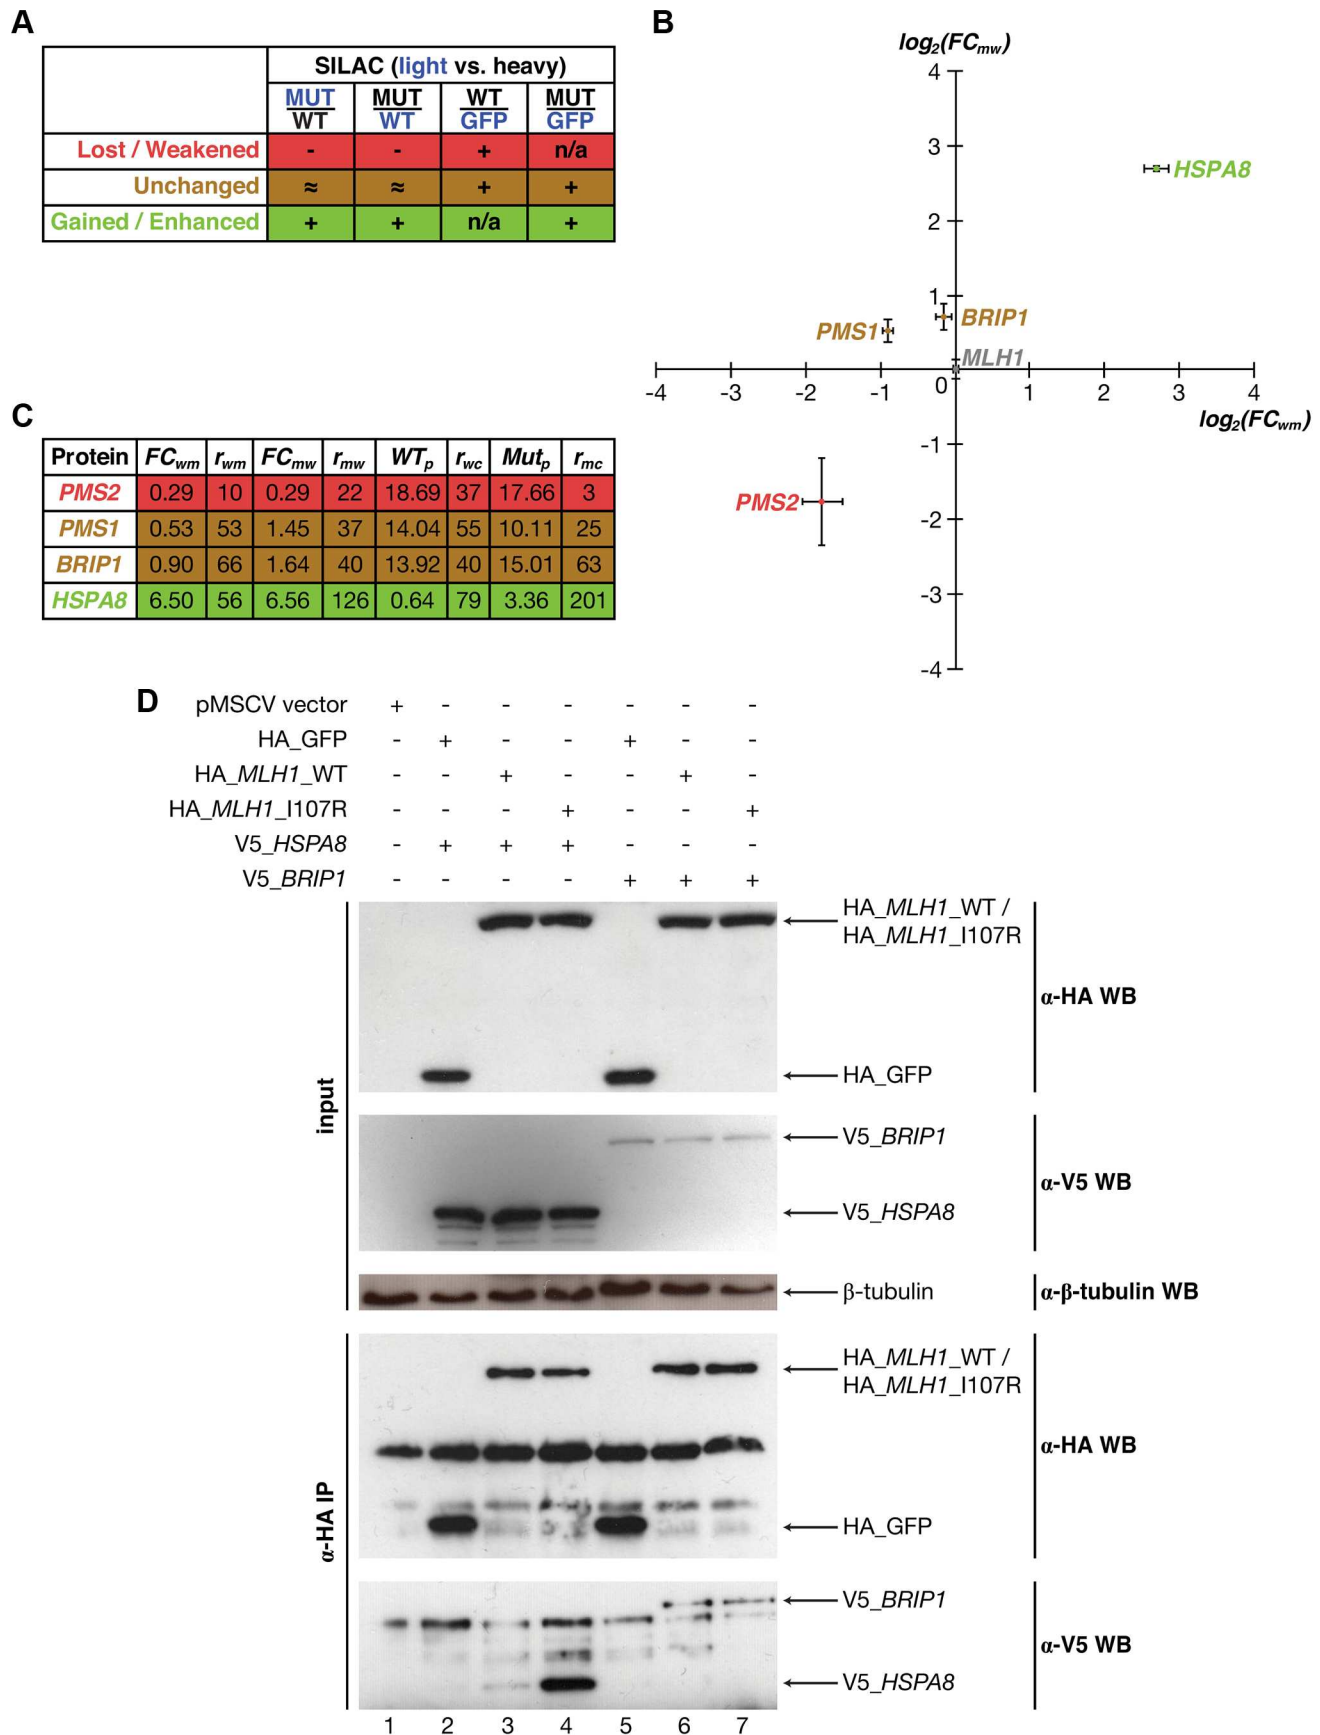 A
SILAC (light vs. heavy)
MUT MUT WT MUT
WT WT GFP GFP
Lost / Weakened - - + n/a
Unchanged ≈ ≈ + +
Gained / Enhanced + + n/a +
B
log2(FCmw)
4
3
2
1
0
-1
-2
-3
-4
-4 -3 -2 -1 1 2 3 4
log2(FCwm)
HSPA8
PMS1
BRIP1
MLH1
PMS2
C
Protein FCwm rwm FCmw rmw WTp rwc Mutp rmc
PMS2 0.29 10 0.29 22 18.69 37 17.66 3
PMS1 0.53 53 1.45 37 14.04 55 10.11 25
BRIP1 0.90 66 1.64 40 13.92 40 15.01 63
HSPA8 6.50 56 6.56 126 0.64 79 3.36 201
D
pMSCV vector + - - - - - -
HA_GFP - + - - + - -
HA_MLH1_WT - - + - - + -
HA_MLH1_I107R - - - + - - +
V5_HSPA8 - + + + - - -
V5_BRIP1 - - - - + + +
input
HA_MLH1_WT /
HA_MLH1_I107R
α-HA WB
HA_GFP
V5_BRIP1
α-V5 WB
V5_HSPA8
β-tubulin
α-β-tubulin WB
α-HA IP
HA_MLH1_WT /
HA_MLH1_I107R
α-HA WB
HA_GFP
V5_BRIP1
α-V5 WB
V5_HSPA8
1 2 3 4 5 6 7